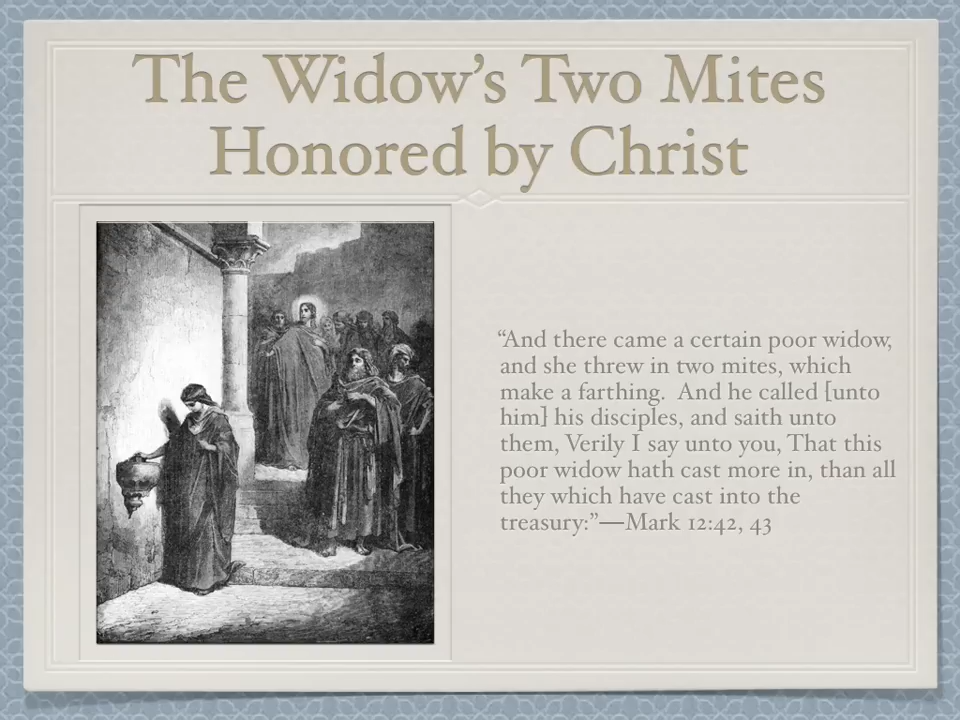 The Widow’s Two Mites
Honored by Christ
“And there came a certain poor widow,
and she threw in two mites, which
make a farthing.  And he called [unto
him] his disciples, and saith unto
them, Verily I say unto you, That this
poor widow hath cast more in, than all
they which have cast into the
treasury:”—Mark 12:42, 43